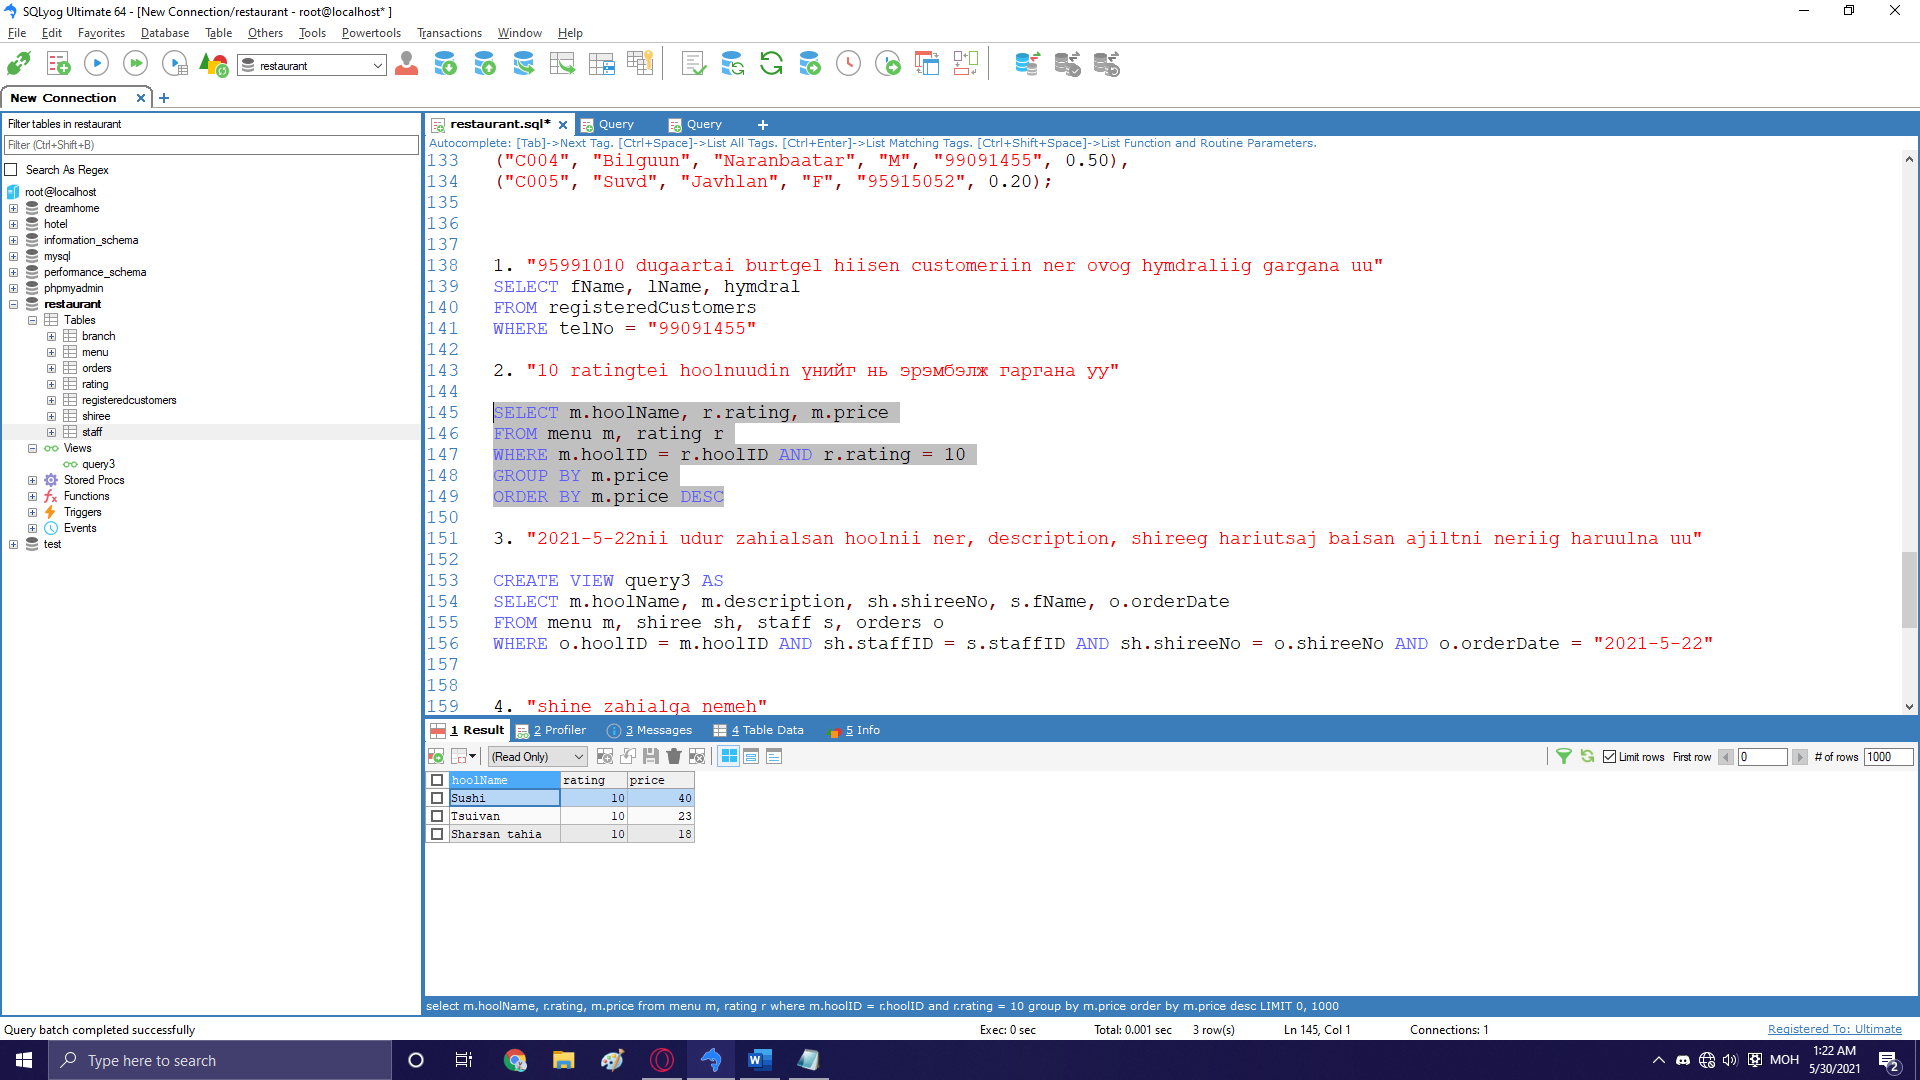 SQLyog Ultimate 64 - [New Connection/restaurant - root@localhost* ]
File Edit Favorites Database Table Others Tools Powertools Transactions Window Help
restaurant
New Connection
Filter tables in restaurant
Filter (Ctrl+Shift+B)
Search As Regex
root@localhost
dreamhome
hotel
information_schema
mysql
performance_schema
phpmyadmin
restaurant
Tables
branch
menu
orders
rating
registeredcustomers
shiree
staff
Views
query3
Stored Procs
Functions
Triggers
Events
test
restaurant.sql* Query Query
Autocomplete: [Tab]->Next Tag. [Ctrl+Space]->List All Tags. [Ctrl+Enter]->List Matching Tags. [Ctrl+Shift+Space]->List Function and Routine Parameters.
133 ("C004", "Bilguun", "Naranbaatar", "M", "99091455", 0.50),
134 ("C005", "Suvd", "Javhlan", "F", "95915052", 0.20);
135
136
137
138 1. "95991010 dugaartai burtgel hiisen customeriin ner ovog hymdraliig gargana uu"
139 SELECT fName, lName, hymdral
140 FROM registeredCustomers
141 WHERE telNo = "99091455"
142
143 2. "10 ratingtei hoolnuudin үнийг нь эрэмбэлж гаргана уу"
144
145 SELECT m.hoolName, r.rating, m.price
146 FROM menu m, rating r
147 WHERE m.hoolID = r.hoolID AND r.rating = 10
148 GROUP BY m.price
149 ORDER BY m.price DESC
150
151 3. "2021-5-22nii udur zahialsan hoolnii ner, description, shireeg hariutsaj baisan ajiltni neriig haruulna uu"
152
153 CREATE VIEW query3 AS
154 SELECT m.hoolName, m.description, sh.shireeNo, s.fName, o.orderDate
155 FROM menu m, shiree sh, staff s, orders o
156 WHERE o.hoolID = m.hoolID AND sh.staffID = s.staffID AND sh.shireeNo = o.shireeNo AND o.orderDate = "2021-5-22"
157
158
159 4. "shine zahialga nemeh"
1 Result 2 Profiler 3 Messages 4 Table Data 5 Info
(Read Only) Limit rows First row 0 # of rows 1000
hoolName rating price
Sushi 10 40
Tsuivan 10 23
Sharsan tahia 10 18
select m.hoolName, r.rating, m.price from menu m, rating r where m.hoolID = r.hoolID and r.rating = 10 group by m.price order by m.price desc LIMIT 0, 1000
Query batch completed successfully Exec: 0 sec Total: 0.001 sec 3 row(s) Ln 145, Col 1 Connections: 1 Registered To: Ultimate
Type here to search
МОН
1:22 AM
5/30/2021
2